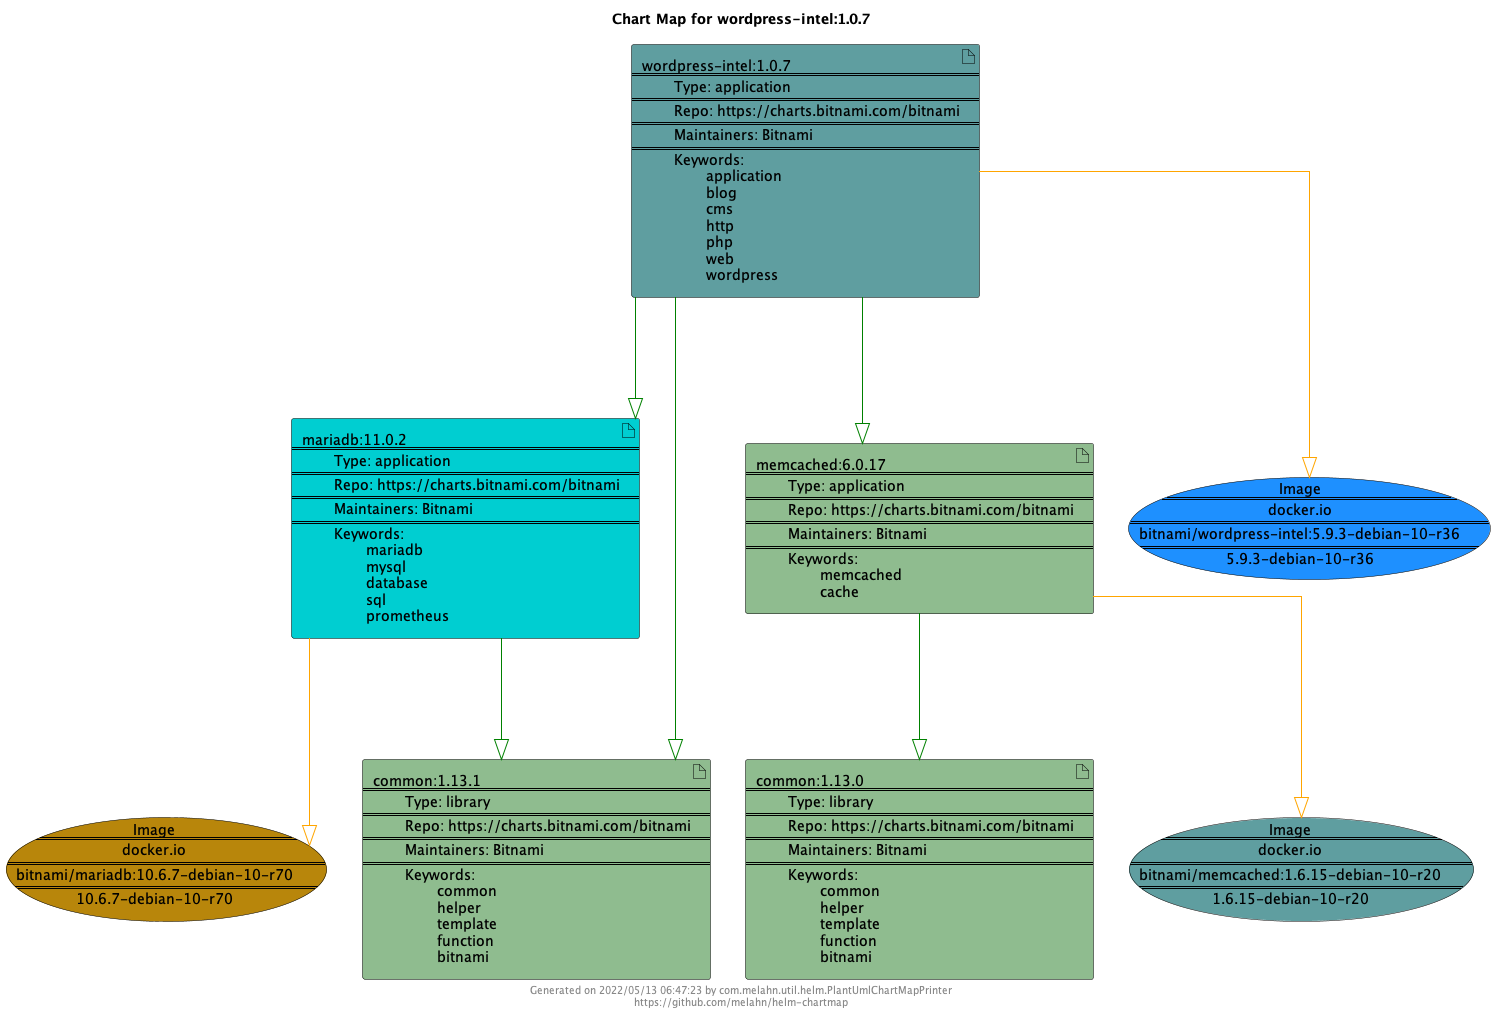 Chart Map for wordpress-intel:1.0.7
wordpress-intel:1.0.7
Type: application
Repo: https://charts.bitnami.com/bitnami
Maintainers: Bitnami
Keywords:
application
blog
cms
http
php
web
wordpress
mariadb:11.0.2
Type: application
Repo: https://charts.bitnami.com/bitnami
Maintainers: Bitnami
Keywords:
mariadb
mysql
database
sql
prometheus
memcached:6.0.17
Type: application
Repo: https://charts.bitnami.com/bitnami
Maintainers: Bitnami
Keywords:
memcached
cache
Image
docker.io
bitnami/wordpress-intel:5.9.3-debian-10-r36
5.9.3-debian-10-r36
Image
docker.io
bitnami/mariadb:10.6.7-debian-10-r70
10.6.7-debian-10-r70
common:1.13.1
Type: library
Repo: https://charts.bitnami.com/bitnami
Maintainers: Bitnami
Keywords:
common
helper
template
function
bitnami
common:1.13.0
Type: library
Repo: https://charts.bitnami.com/bitnami
Maintainers: Bitnami
Keywords:
common
helper
template
function
bitnami
Image
docker.io
bitnami/memcached:1.6.15-debian-10-r20
1.6.15-debian-10-r20
Generated on 2022/05/13 06:47:23 by com.melahn.util.helm.PlantUmlChartMapPrinter
https://github.com/melahn/helm-chartmap